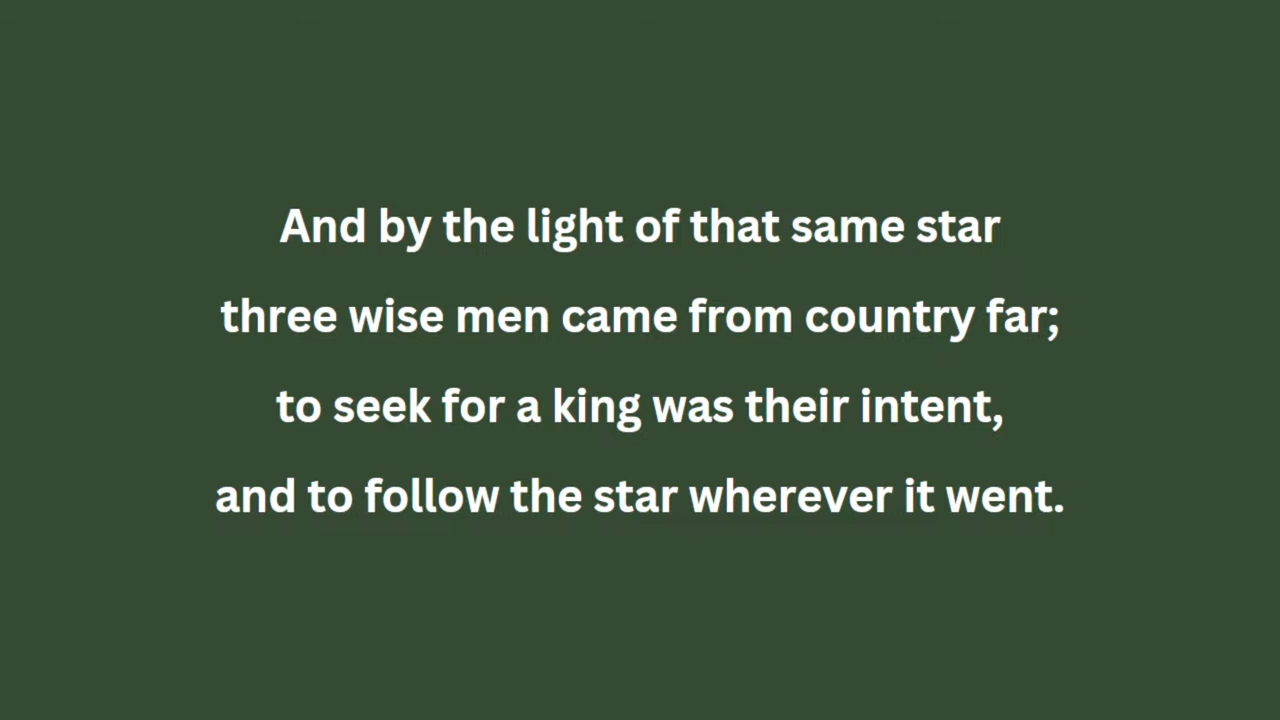 And by the light of that same star
three wise men came from country far;
to seek for a king was their intent,
and to follow the star wherever it went.